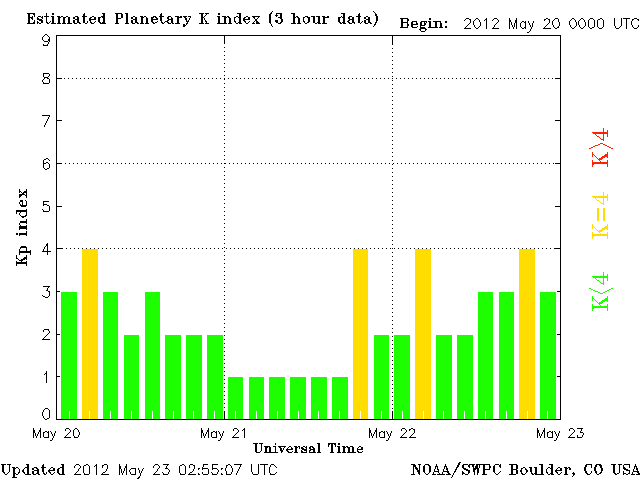 Estimated Planetary K index (3 hour data)
Begin: 2012 May 20 0000 UTC
9
8
7
6
5
4
3
2
1
0
Kp index
K>4
K=4
K<4
May 20
May 21
May 22
May 23
Universal Time
Updated 2012 May 23 02:55:07 UTC
NOAA/SWPC Boulder, CO USA